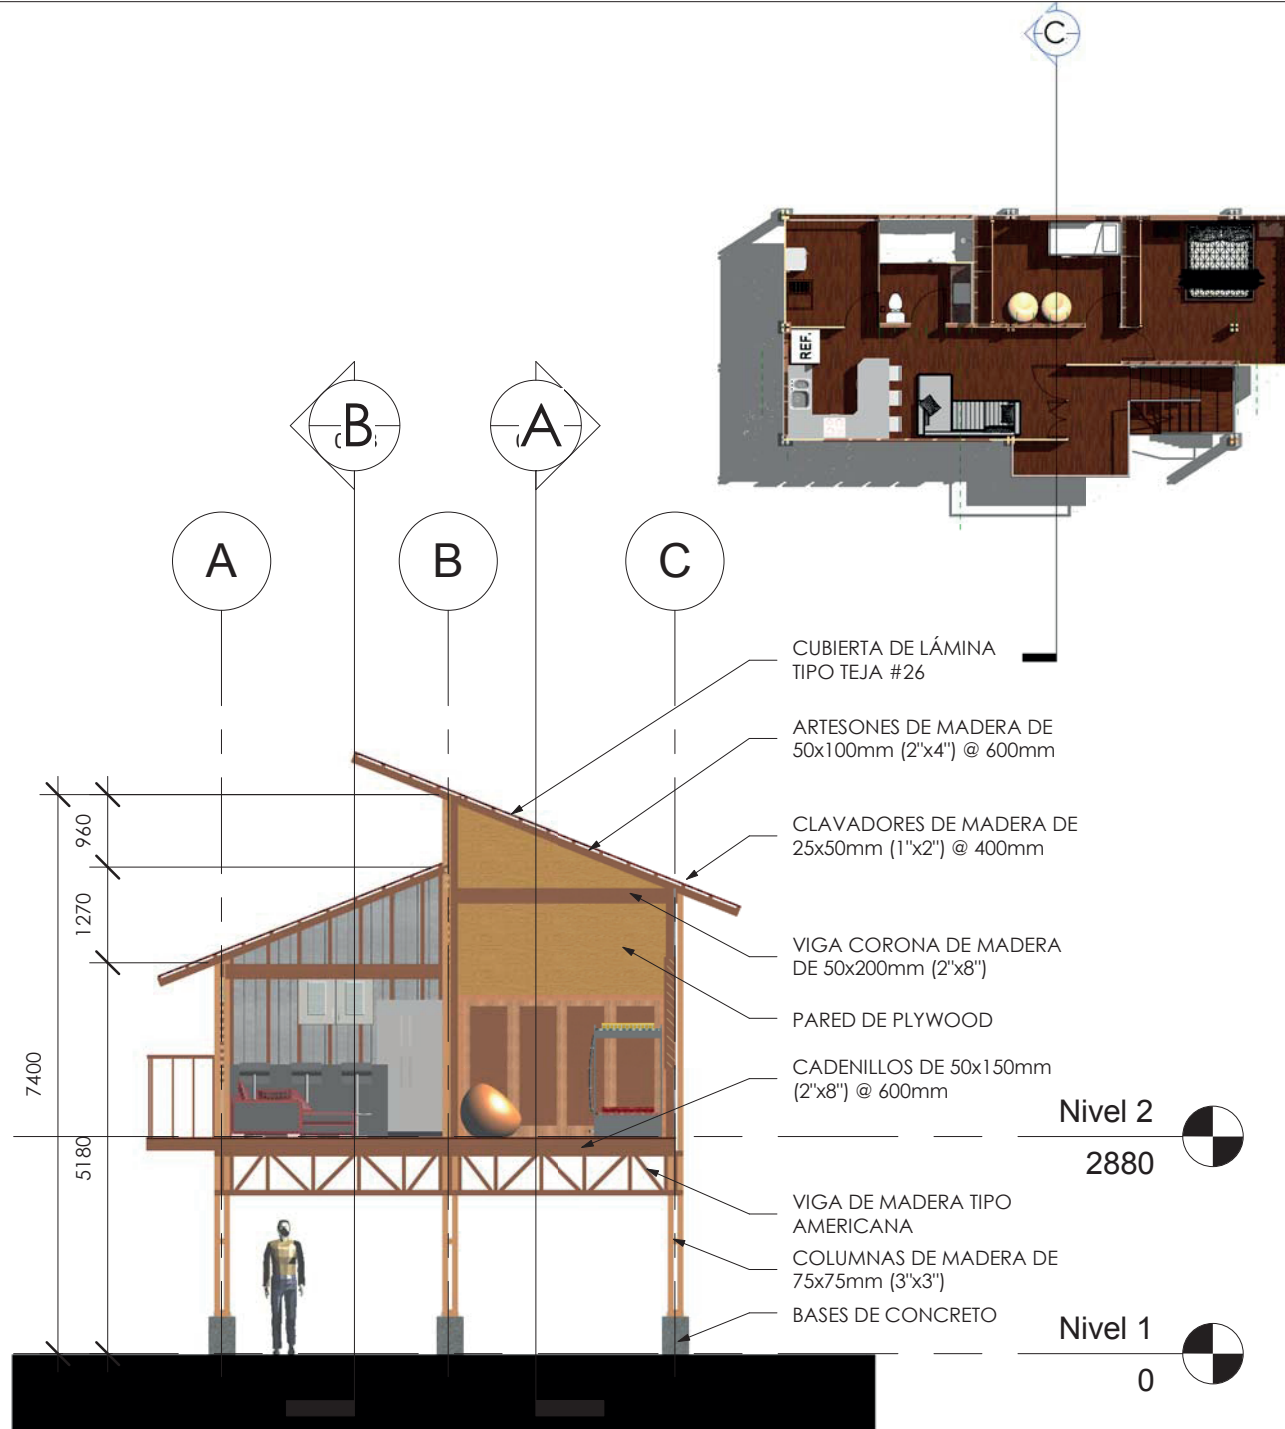 C
REF.
B
A
A
B
C
CUBIERTA DE LÁMINA
TIPO TEJA #26
ARTESONES DE MADERA DE
50x100mm (2"x4") @ 600mm
CLAVADORES DE MADERA DE
25x50mm (1"x2") @ 400mm
VIGA CORONA DE MADERA
DE 50x200mm (2"x8")
PARED DE PLYWOOD
CADENILLOS DE 50x150mm
(2"x8") @ 600mm
VIGA DE MADERA TIPO
AMERICANA
COLUMNAS DE MADERA DE
75x75mm (3"x3")
BASES DE CONCRETO
960
1270
7400
5180
Nivel 2
2880
Nivel 1
0